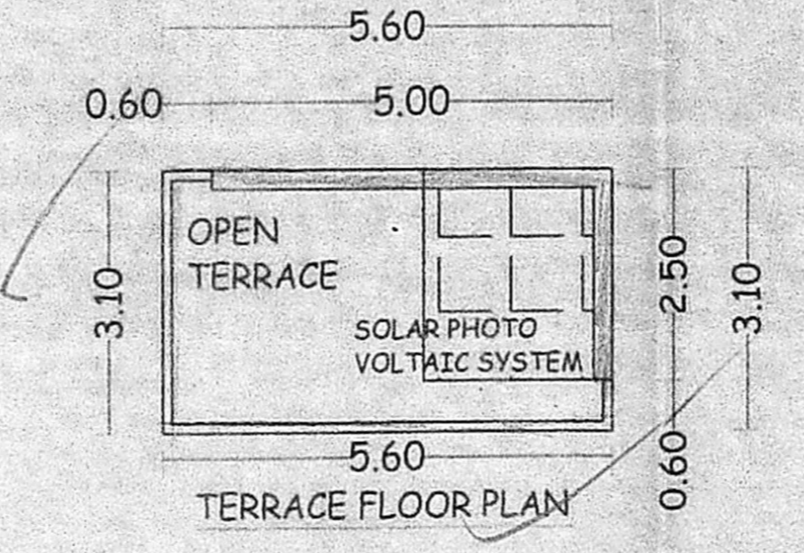 5.60
0.60 5.00
OPEN
TERRACE
3.10
2.50
3.10
SOLAR PHOTO
VOLTAIC SYSTEM
5.60
0.60
TERRACE FLOOR PLAN